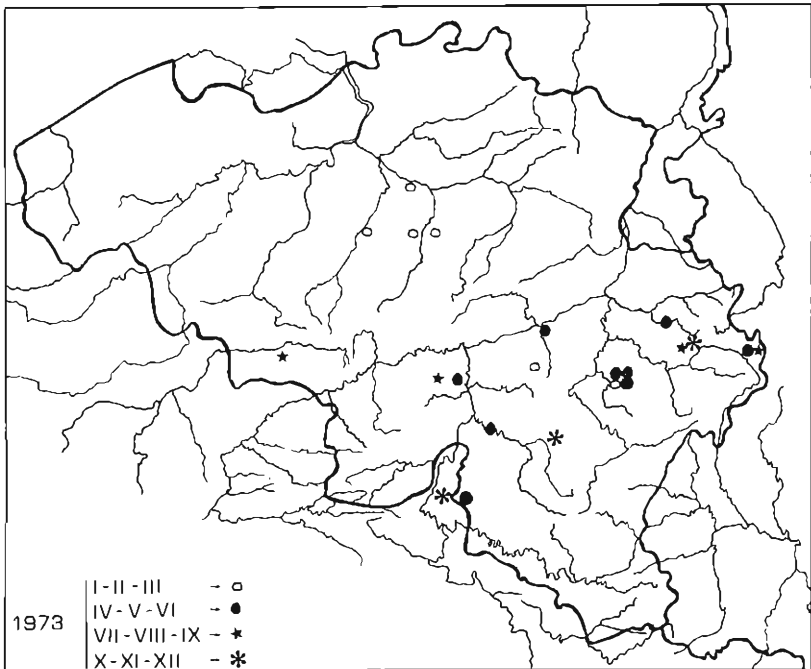 I-II-III → ○
IV-V-VI → ●
1973
VII-VIII-IX → ★
X-XI-XII - ✳